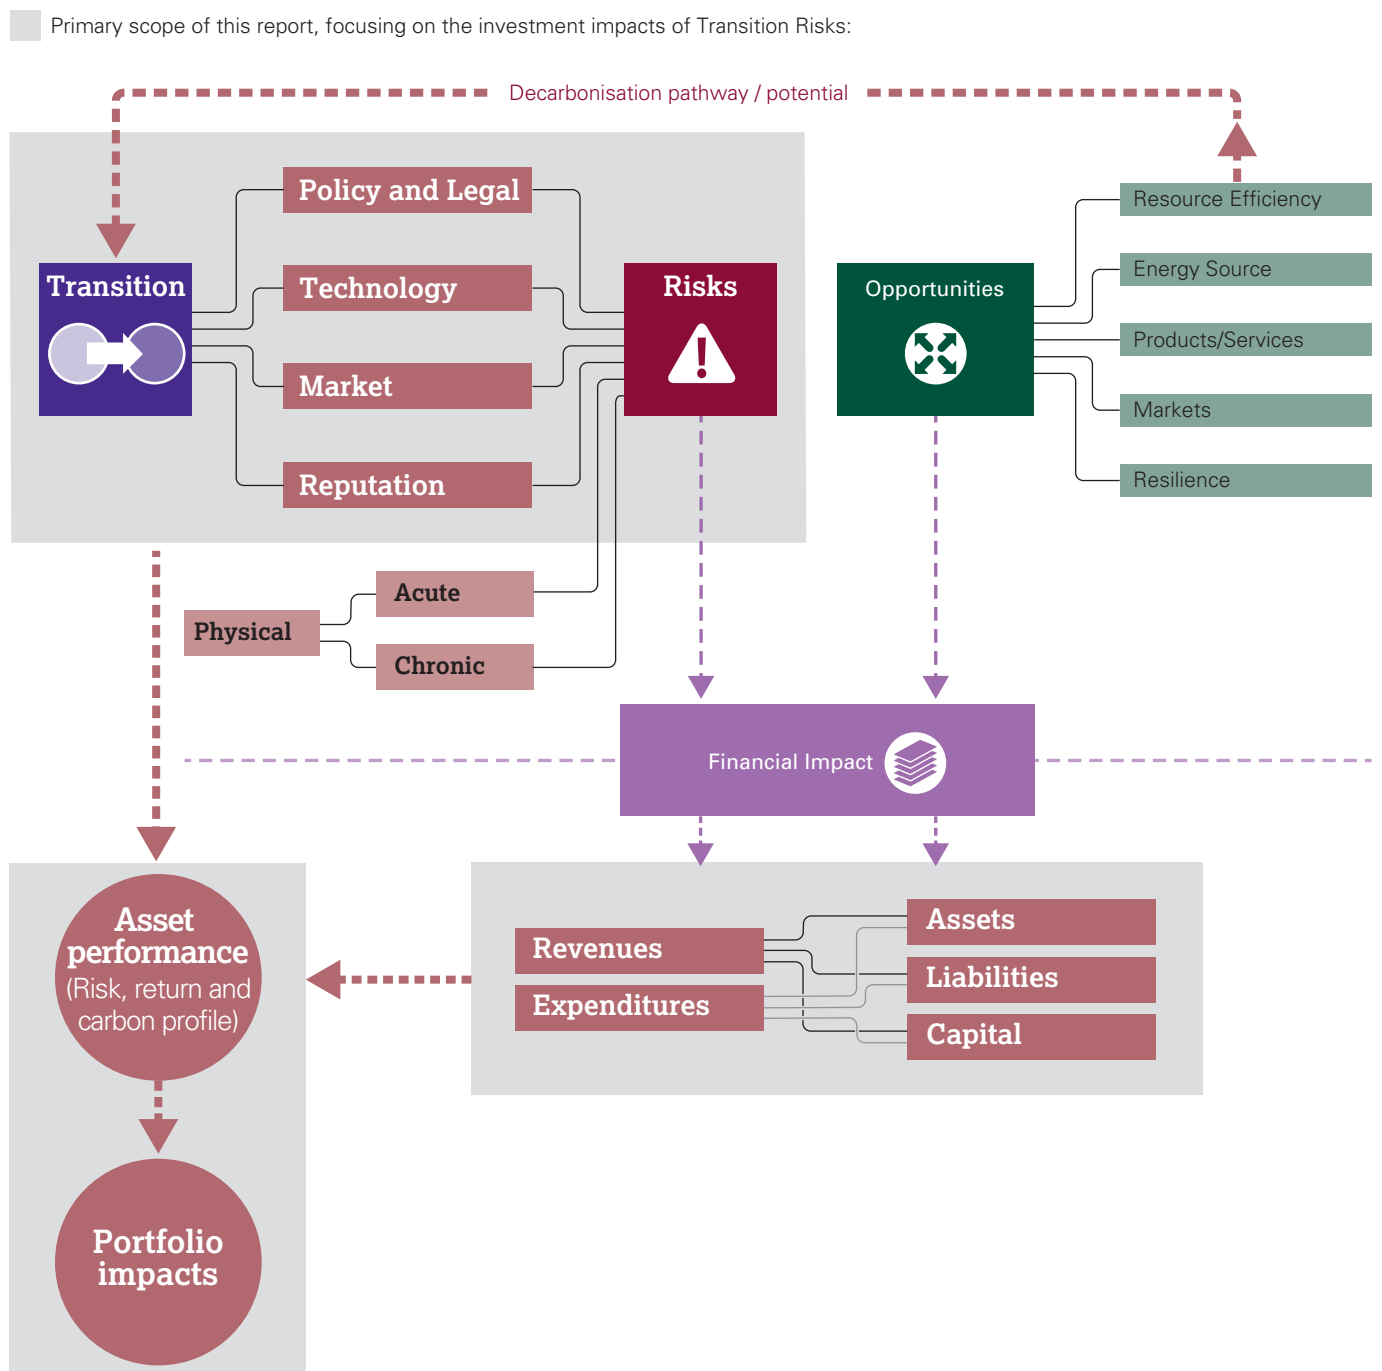 Primary scope of this report, focusing on the investment impacts of Transition Risks:
Decarbonisation pathway / potential
Policy and Legal
Resource Efficiency
Transition
Technology
Risks
Opportunities
Energy Source
Products/Services
Market
Markets
Reputation
Resilience
Acute
Physical
Chronic
Financial Impact
Asset
performance
(Risk, return and
carbon profile)
Revenues
Expenditures
Assets
Liabilities
Capital
Portfolio
impacts